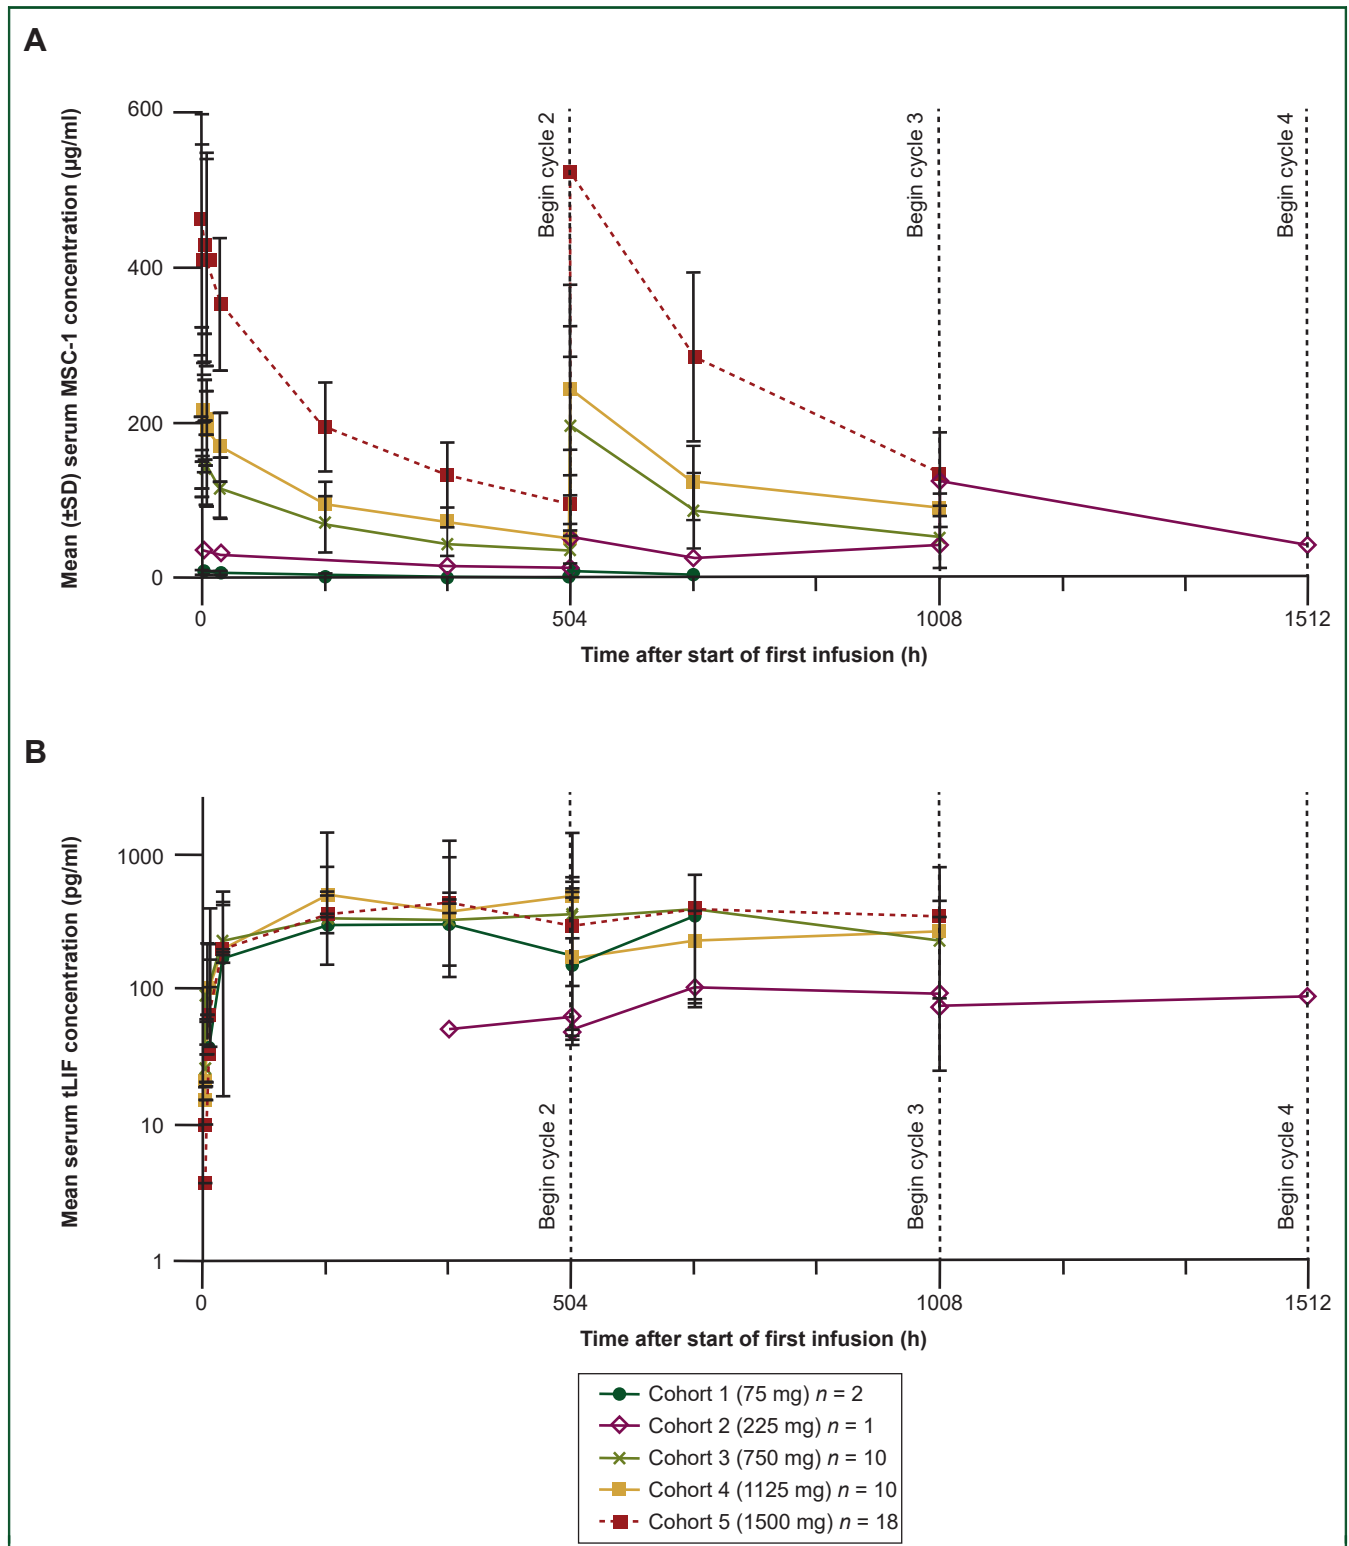 A
Mean (±SD) serum MSC-1 concentration (µg/ml)
600
400
200
0
Begin cycle 2
Begin cycle 3
Begin cycle 4
0
504
1008
1512
Time after start of first infusion (h)
B
Mean serum tLIF concentration (pg/ml)
1000
100
10
1
Begin cycle 2
Begin cycle 3
Begin cycle 4
0
504
1008
1512
Time after start of first infusion (h)
Cohort 1 (75 mg) n = 2
Cohort 2 (225 mg) n = 1
Cohort 3 (750 mg) n = 10
Cohort 4 (1125 mg) n = 10
Cohort 5 (1500 mg) n = 18